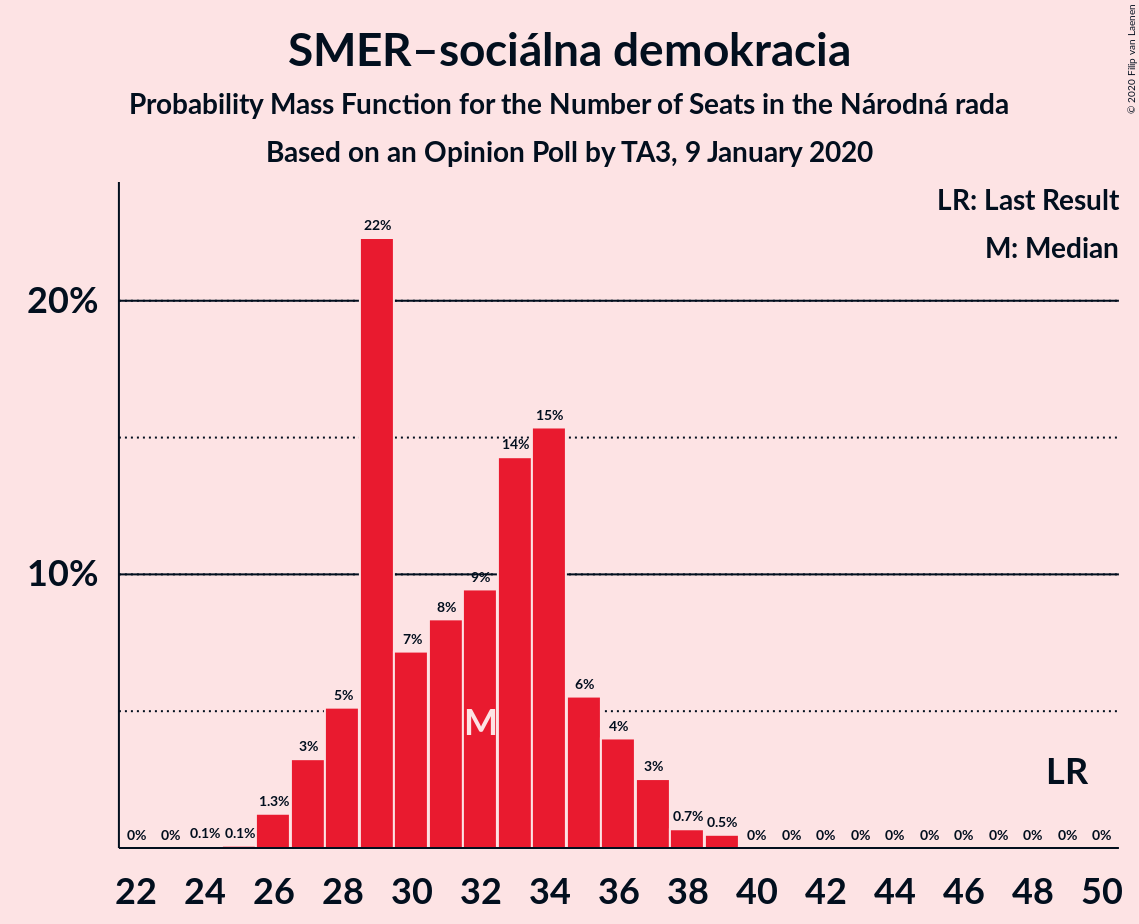 SMER–sociálna demokracia
Probability Mass Function for the Number of Seats in the Národná rada
Based on an Opinion Poll by TA3, 9 January 2020
© 2020 Filip van Laenen
LR: Last Result
M: Median
20%
10%
0% 0% 0.1% 0.1% 1.3% 3% 5% 22% 7% 8% 9% 14% 15% 6% 4% 3% 0.7% 0.5% 0% 0% 0% 0% 0% 0% 0% 0% 0% 0% 0%
M
LR
22 24 26 28 30 32 34 36 38 40 42 44 46 48 50